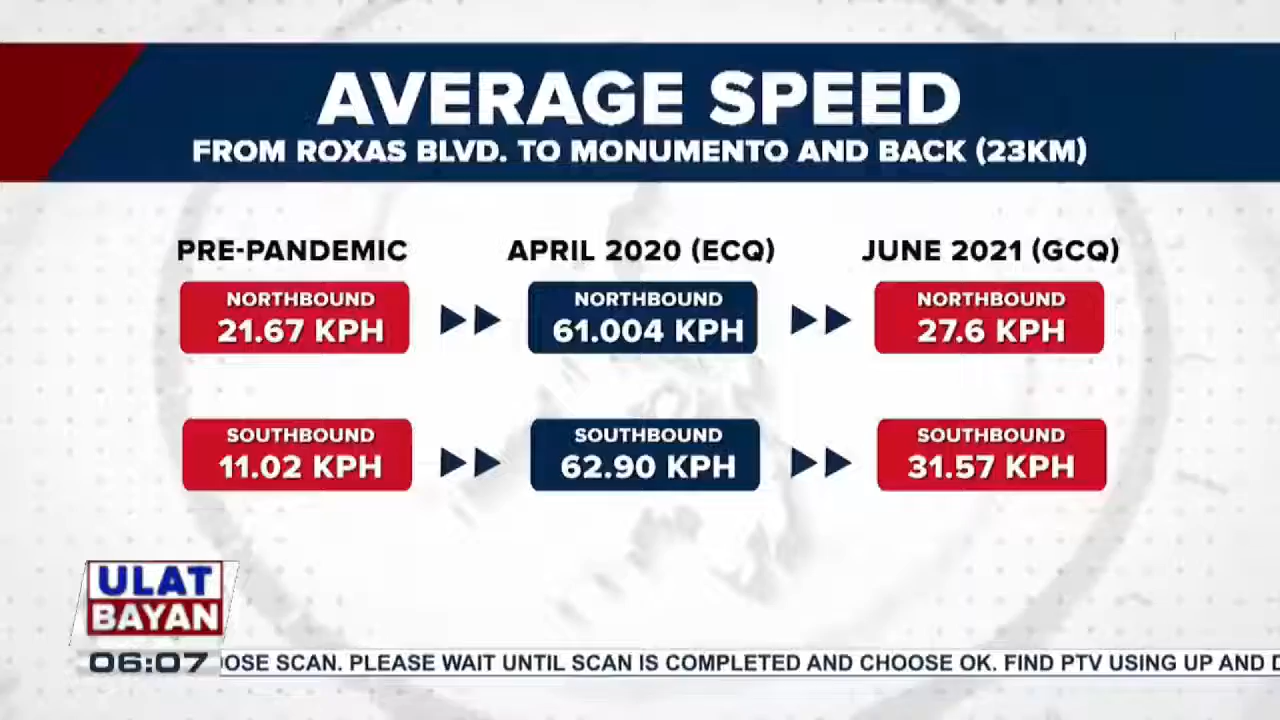 AVERAGE SPEED
FROM ROXAS BLVD. TO MONUMENTO AND BACK (23KM)
PRE-PANDEMIC
APRIL 2020 (ECQ)
JUNE 2021 (GCQ)
NORTHBOUND
21.67 KPH
NORTHBOUND
61.004 KPH
NORTHBOUND
27.6 KPH
SOUTHBOUND
11.02 KPH
SOUTHBOUND
62.90 KPH
SOUTHBOUND
31.57 KPH
ULAT
BAYAN
06:07
SCAN. PLEASE WAIT UNTIL SCAN IS COMPLETED AND CHOOSE OK. FIND PTV USING UP AND